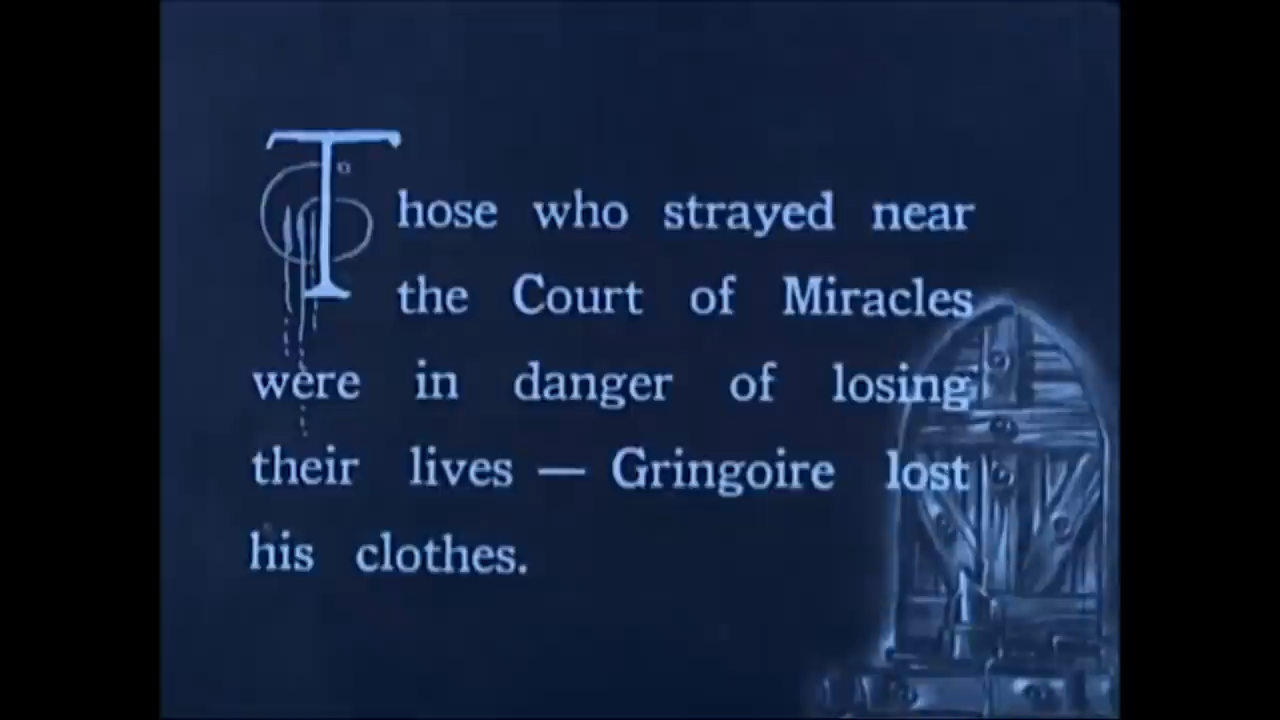 Those who strayed near
the Court of Miracles
were in danger of losing
their lives — Gringoire lost
his clothes.